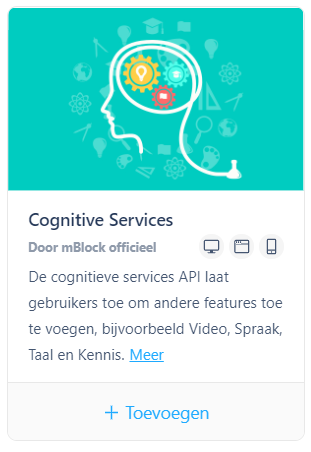 Cognitive Services
Door mBlock officieel
De cognitieve services API laat
gebruikers toe om andere features toe
te voegen, bijvoorbeeld Video, Spraak,
Taal en Kennis. Meer
+ Toevoegen